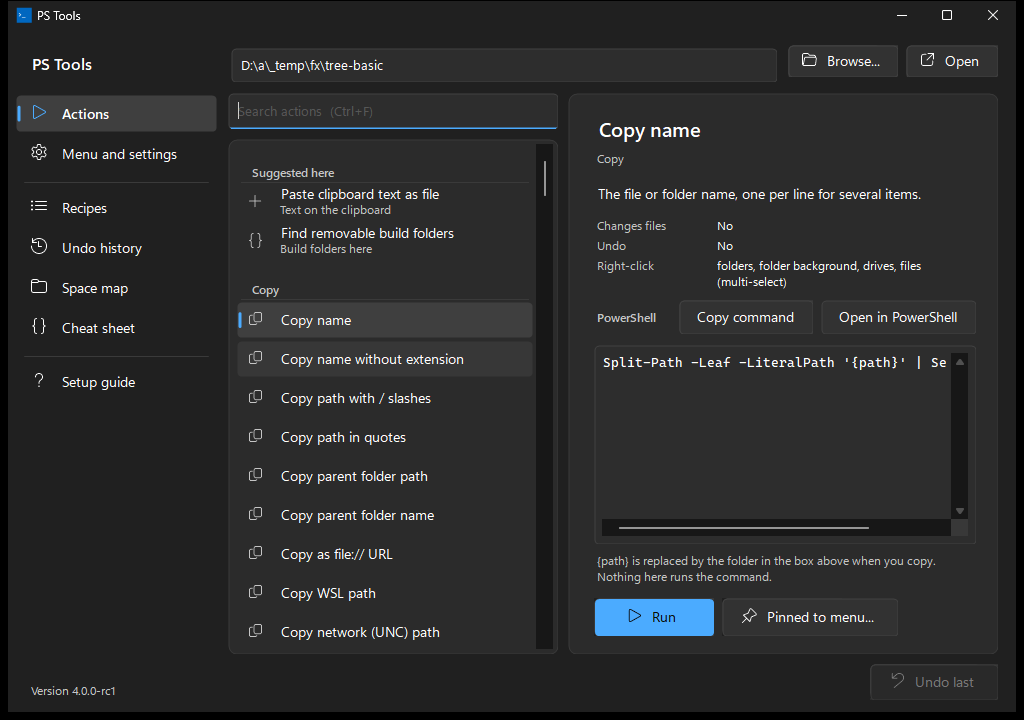 PS Tools
PS Tools
D:\a\_temp\fx\tree-basic
Browse...
Open
Actions
Menu and settings
Recipes
Undo history
Space map
Cheat sheet
Setup guide
Version 4.0.0-rc1
Search actions (Ctrl+F)
Suggested here
Paste clipboard text as file
Text on the clipboard
Find removable build folders
Build folders here
Copy
Copy name
Copy name without extension
Copy path with / slashes
Copy path in quotes
Copy parent folder path
Copy parent folder name
Copy as file:// URL
Copy WSL path
Copy network (UNC) path
Copy name
Copy
The file or folder name, one per line for several items.
Changes files No
Undo No
Right-click folders, folder background, drives, files
(multi-select)
PowerShell Copy command Open in PowerShell
Split-Path -Leaf -LiteralPath '{path}' | Se
{path} is replaced by the folder in the box above when you copy.
Nothing here runs the command.
Run
Pinned to menu...
Undo last